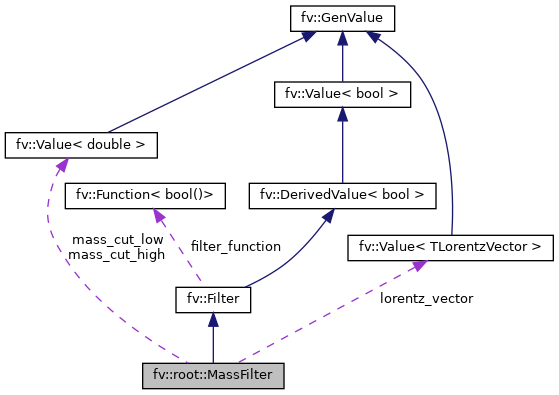 fv::GenValue
fv::Value< bool >
fv::Value< double >
fv::Function< bool()>
fv::DerivedValue< bool >
mass_cut_low
mass_cut_high
filter_function
fv::Value< TLorentzVector >
fv::Filter
lorentz_vector
fv::root::MassFilter